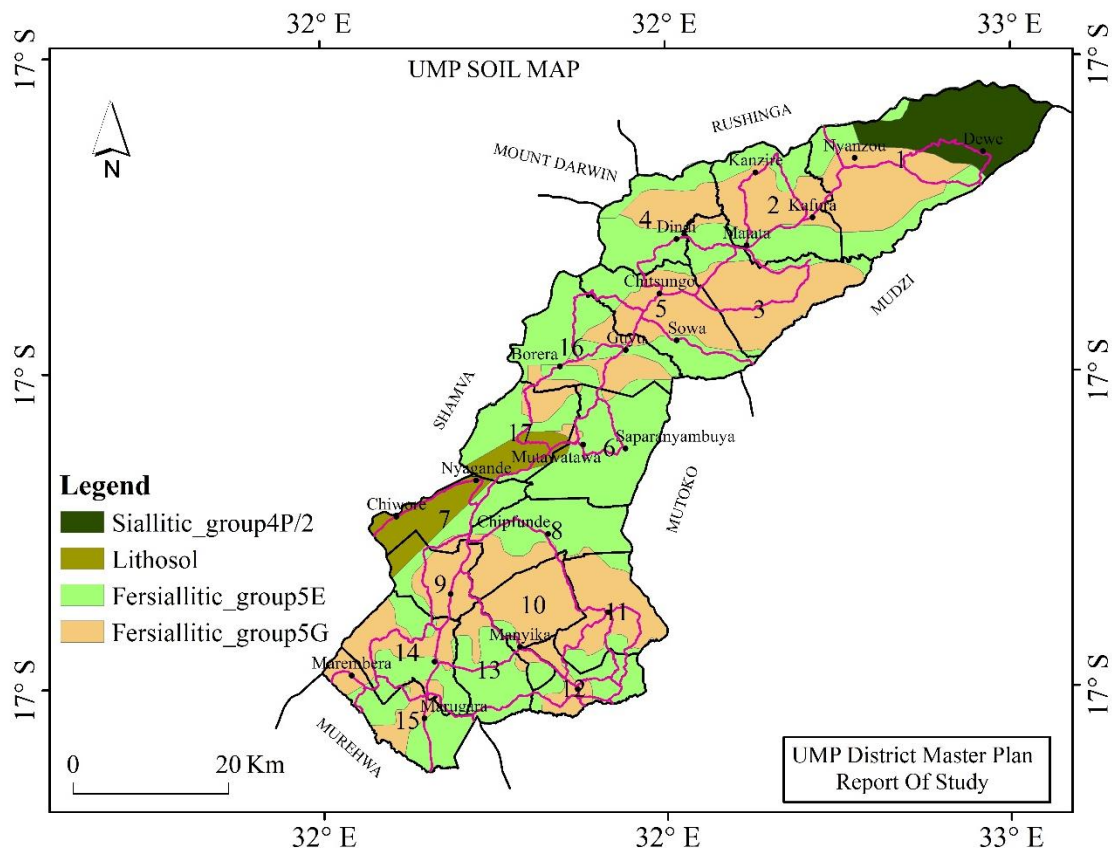 32° E 32° E 33° E
17° S 17° S
UMP SOIL MAP
N
RUSHINGA
MOUNT DARWIN
Dewe
Nyanzou
1
Kanzire
2
Kafura
4
Dindi
Matata
MUDZI
Chitsungo
5
3
Sowa
Guyu
16
Borera
SHAMVA
17
Saparanyambuya
6
Mutawatawa
Nyagande
MUTOKO
Chiwore
7
Chipfunde
8
9
10
11
Manyika
14
13
Marembera
12
15
Marugara
MUREHWA
17° S 17° S
Legend
Siallitic_group4P/2
Lithosol
Fersiallitic_group5E
Fersiallitic_group5G
17° S 17° S
0 20 Km
UMP District Master Plan
Report Of Study
32° E 32° E 33° E